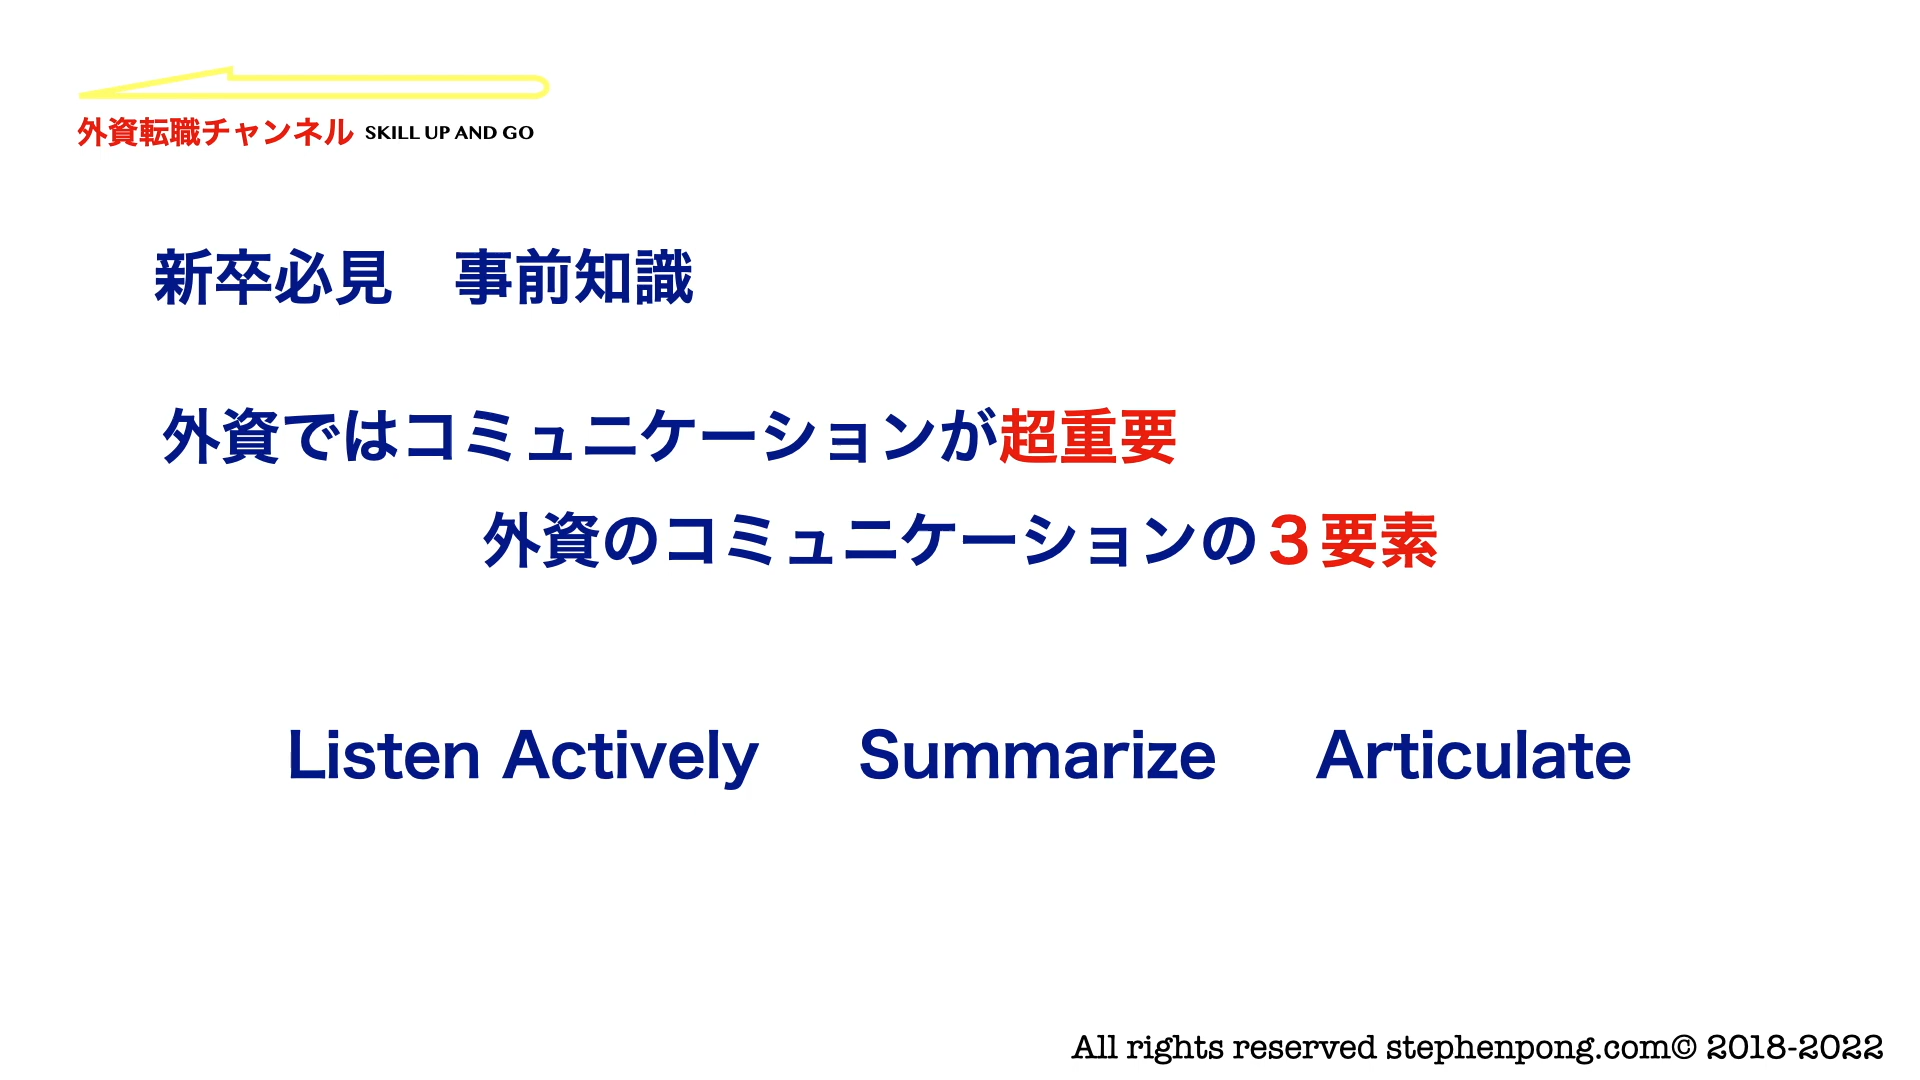 外資転職チャンネル SKILL UP AND GO
新卒必見　事前知識
外資ではコミュニケーションが超重要
外資のコミュニケーションの３要素
Listen Actively Summarize Articulate
All rights reserved stephenpong.com© 2018-2022